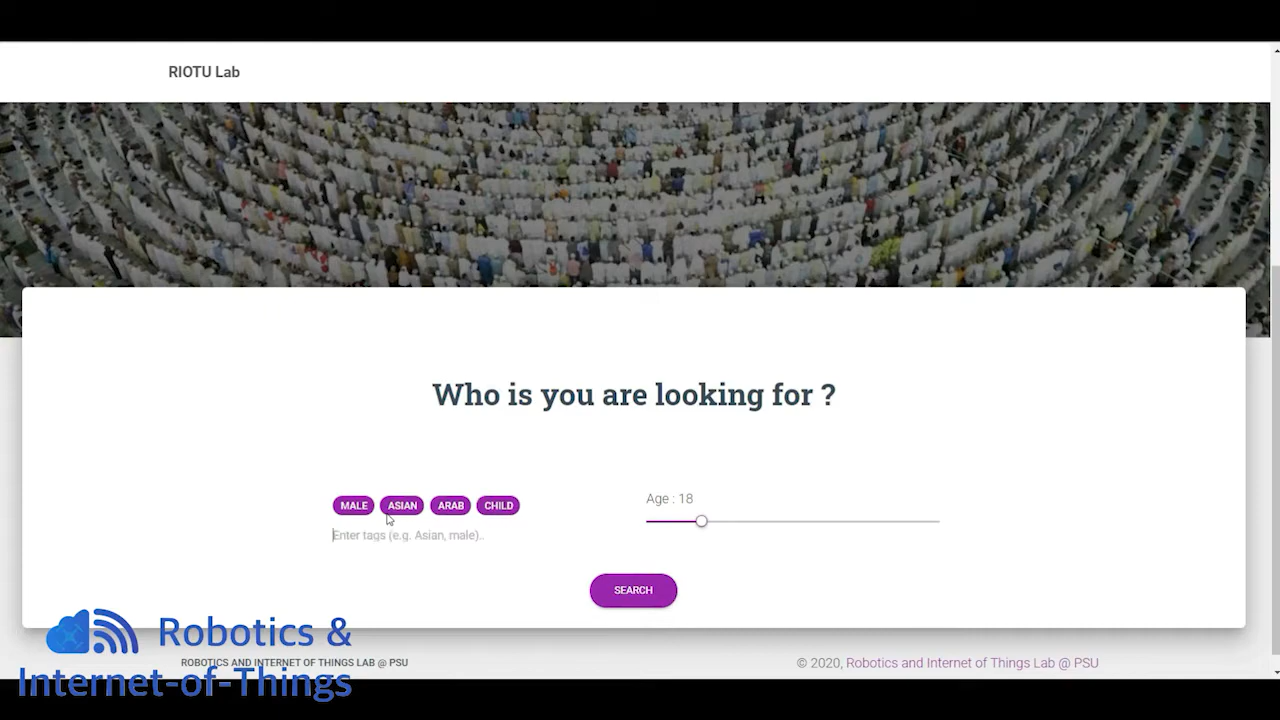 RIOTU Lab
Who is you are looking for ?
MALE ASIAN ARAB CHILD
Enter tags (e.g. Asian, male)..
Age : 18
SEARCH
Robotics &
Internet-of-Things
ROBOTICS AND INTERNET OF THINGS LAB @ PSU
© 2020, Robotics and Internet of Things Lab @ PSU